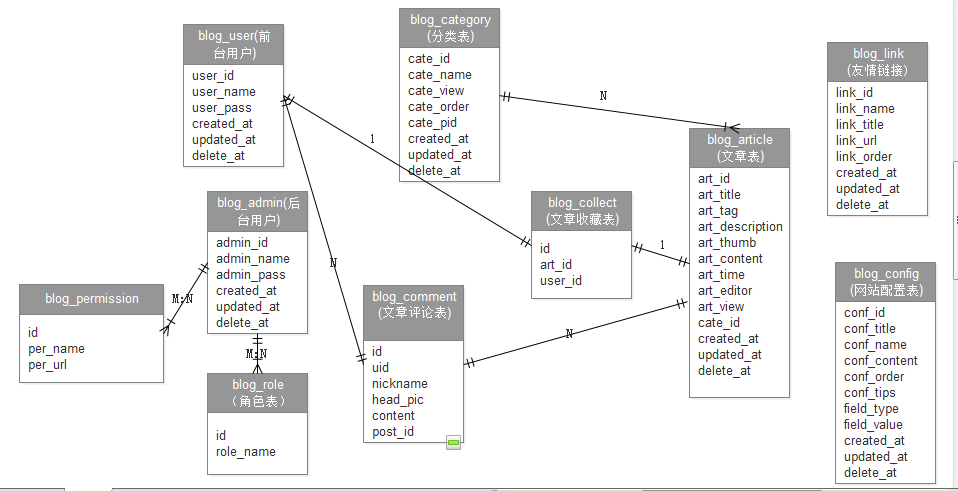 blog_user(前
台用户)
user_id
user_name
user_pass
created_at
updated_at
delete_at
blog_category
(分类表)
cate_id
cate_name
cate_view
cate_order
cate_pid
created_at
updated_at
delete_at
blog_link
(友情链接)
link_id
link_name
link_title
link_url
link_order
created_at
updated_at
delete_at
N
1
blog_article
(文章表)
art_id
art_title
art_tag
art_description
art_thumb
art_content
art_time
art_editor
art_view
cate_id
created_at
updated_at
delete_at
blog_admin(后
台用户)
admin_id
admin_name
admin_pass
created_at
updated_at
delete_at
blog_collect
(文章收藏表)
id
art_id
user_id
1
N
M:N
blog_permission
id
per_name
per_url
blog_comment
(文章评论表)
id
uid
nickname
head_pic
content
post_id
N
M:N
blog_role
（角色表）
id
role_name
blog_config
(网站配置表)
conf_id
conf_title
conf_name
conf_content
conf_order
conf_tips
field_type
field_value
created_at
updated_at
delete_at